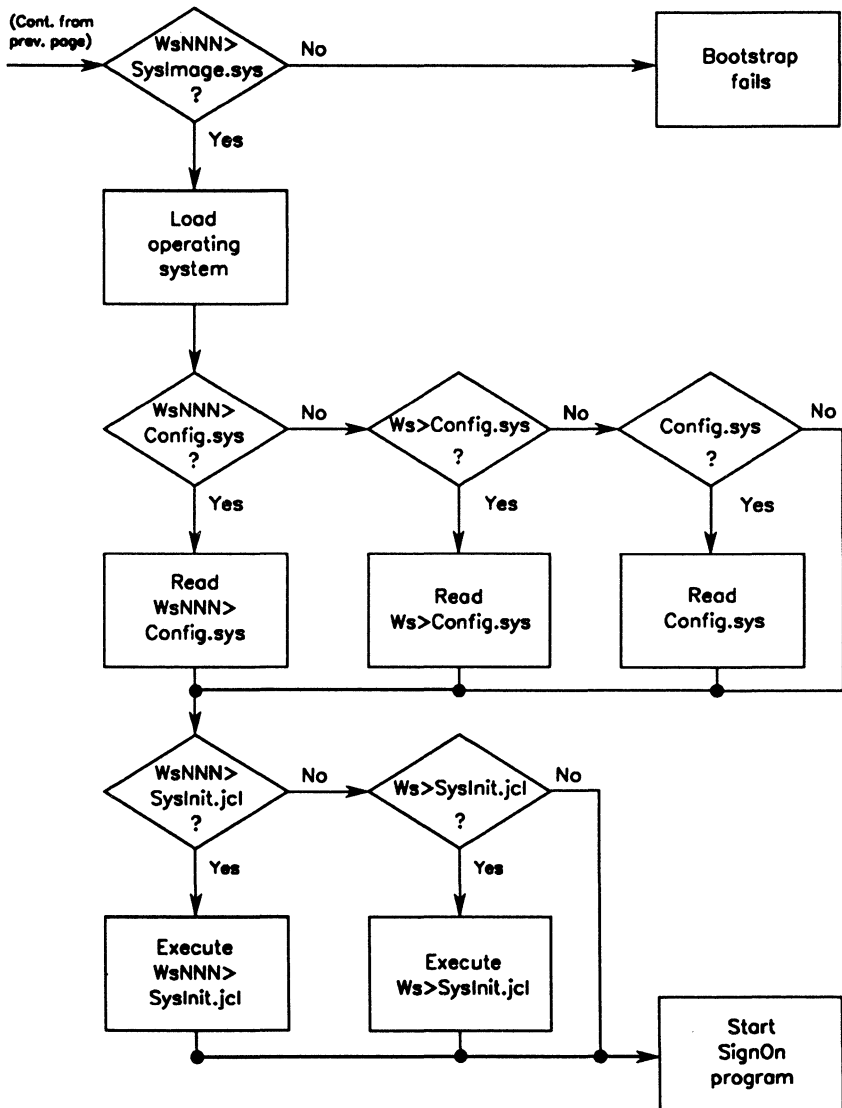 (Cont. from
prev. page)
WsNNN>
SysImage.sys
?
No
Bootstrap
fails
Yes
Load
operating
system
WsNNN>
Config.sys
?
No
Ws>Config.sys
?
No
Config.sys
?
No
Yes
Yes
Yes
Read
WsNNN>
Config.sys
Read
Ws>Config.sys
Read
Config.sys
WsNNN>
SysInit.jcl
?
No
Ws>SysInit.jcl
?
No
Yes
Yes
Execute
WsNNN>
SysInit.jcl
Execute
Ws>SysInit.jcl
Start
SignOn
program